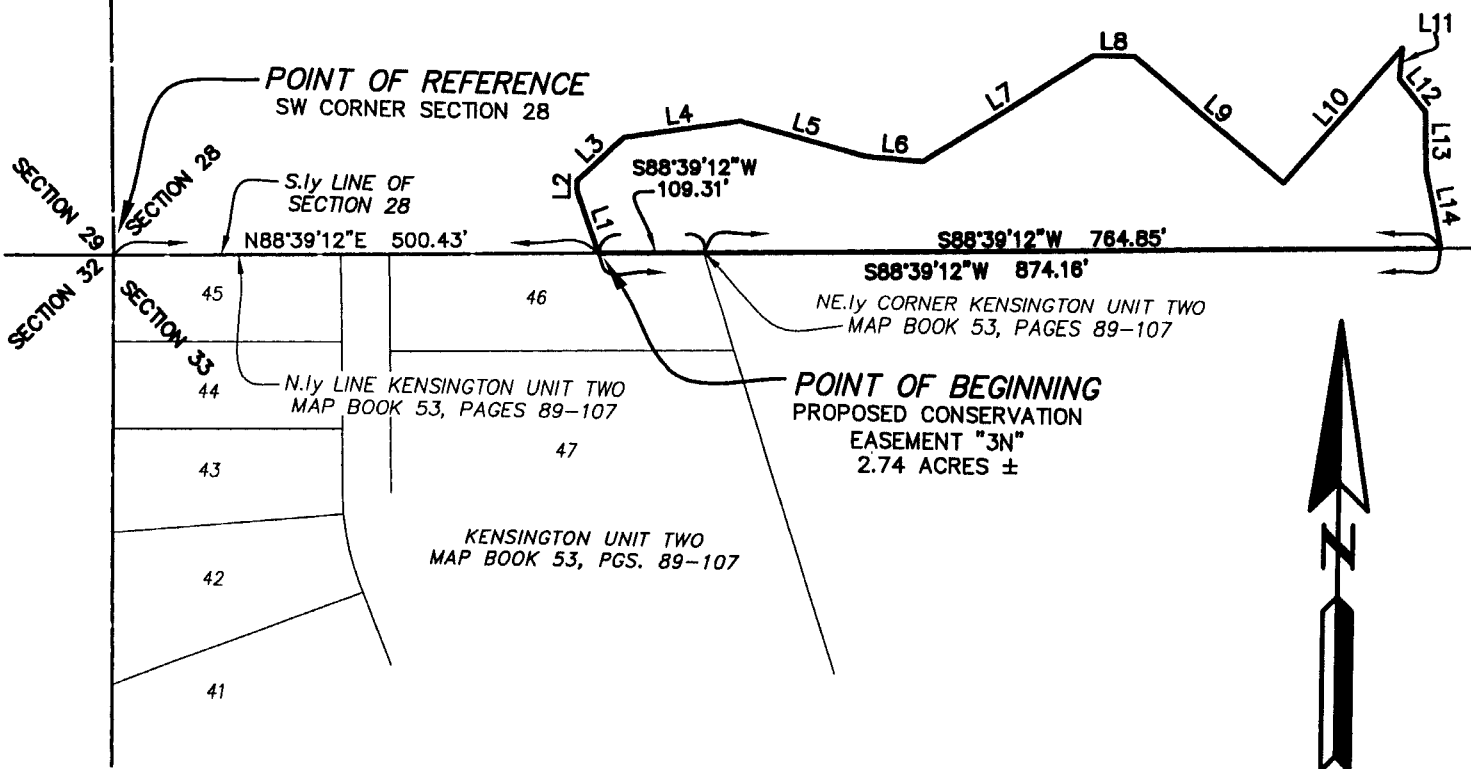 L11
L8
POINT OF REFERENCE
SW CORNER SECTION 28
L7
L9
L10
L12
L4
L5
L3
L6
L13
S88°39'12"W
109.31'
SECTION 29
SECTION 28
S.ly LINE OF
SECTION 28
L2
L1
L14
N88°39'12"E 500.43'
S88°39'12"W 764.85'
S88°39'12"W 874.16'
SECTION 32
SECTION 33
45
46
NE.ly CORNER KENSINGTON UNIT TWO
MAP BOOK 53, PAGES 89-107
44
N.ly LINE KENSINGTON UNIT TWO
MAP BOOK 53, PAGES 89-107
POINT OF BEGINNING
PROPOSED CONSERVATION
EASEMENT "3N"
2.74 ACRES ±
43
47
KENSINGTON UNIT TWO
MAP BOOK 53, PGS. 89-107
42
41
N